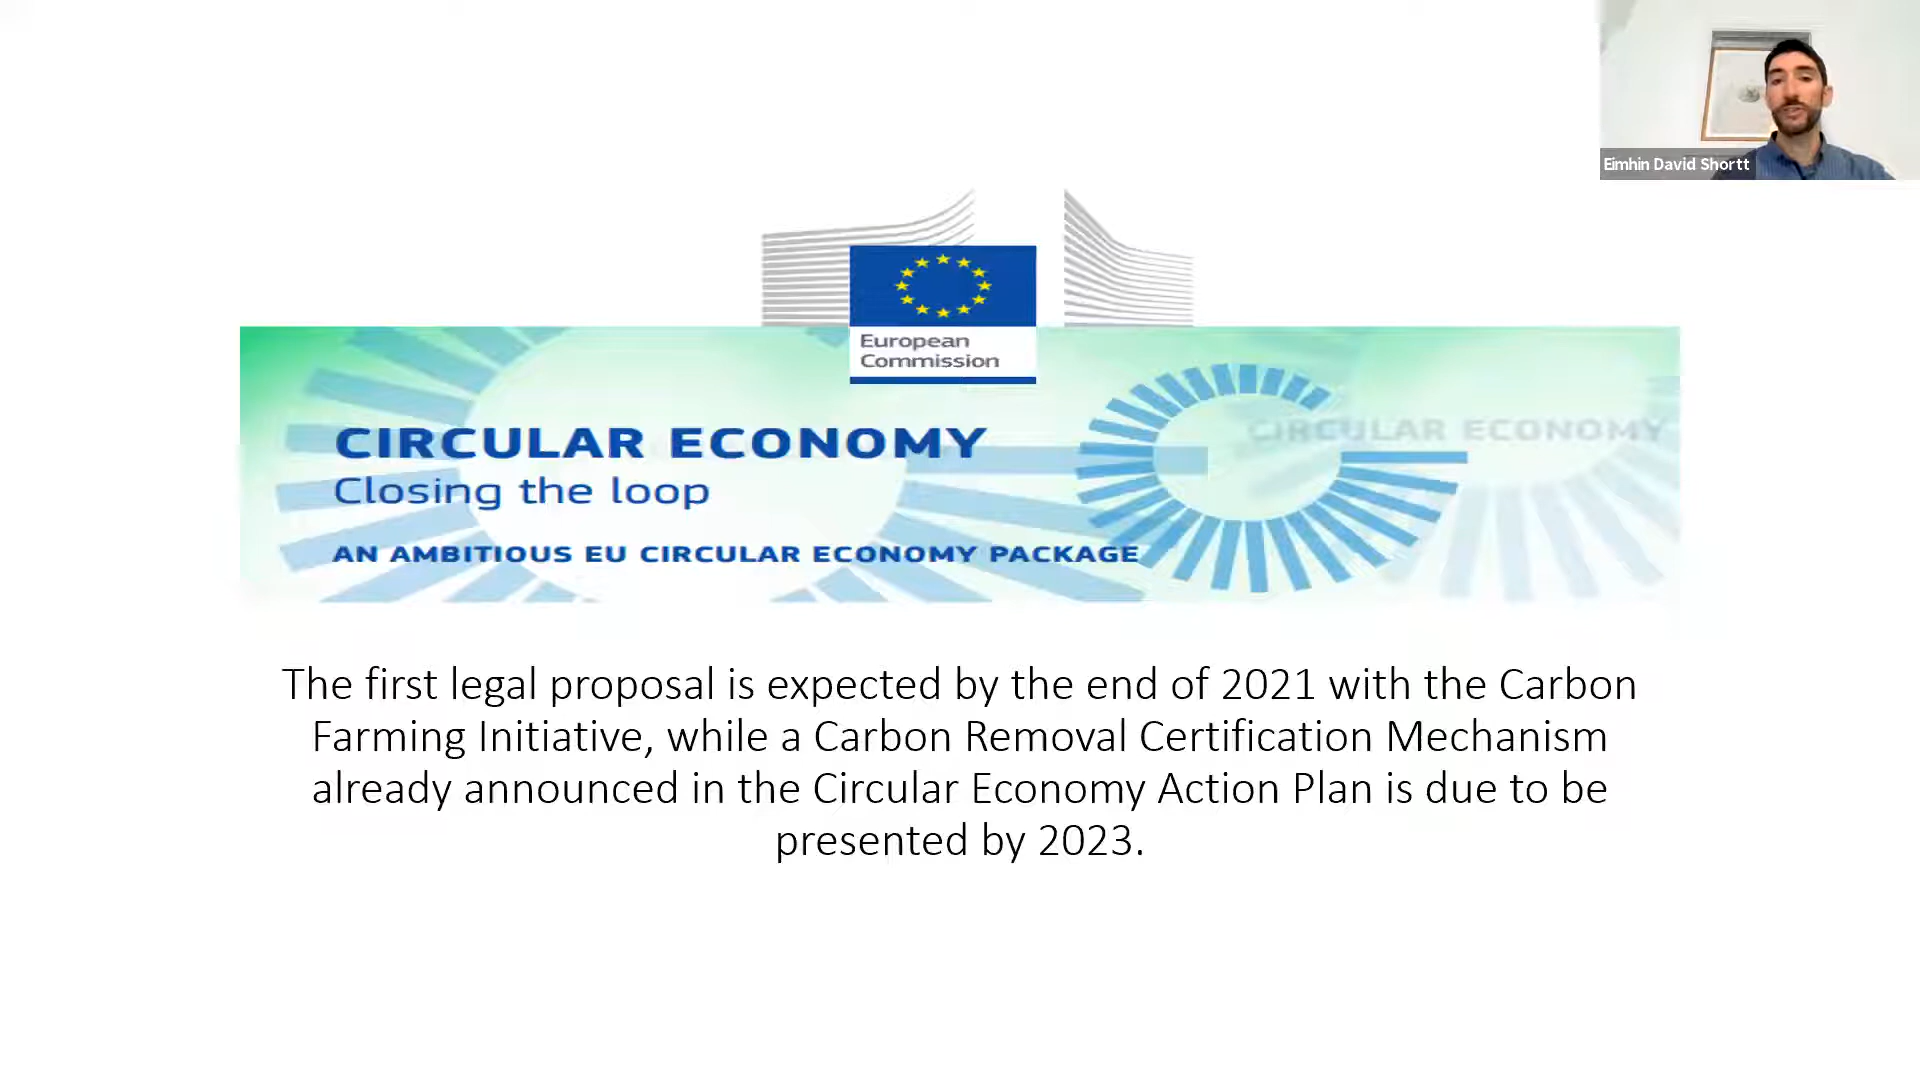 Eimhin David Shortt
European
Commission
CIRCULAR ECONOMY
CIRCULAR ECONOMY
Closing the loop
AN AMBITIOUS EU CIRCULAR ECONOMY PACKAGE
The first legal proposal is expected by the end of 2021 with the Carbon
Farming Initiative, while a Carbon Removal Certification Mechanism
already announced in the Circular Economy Action Plan is due to be
presented by 2023.